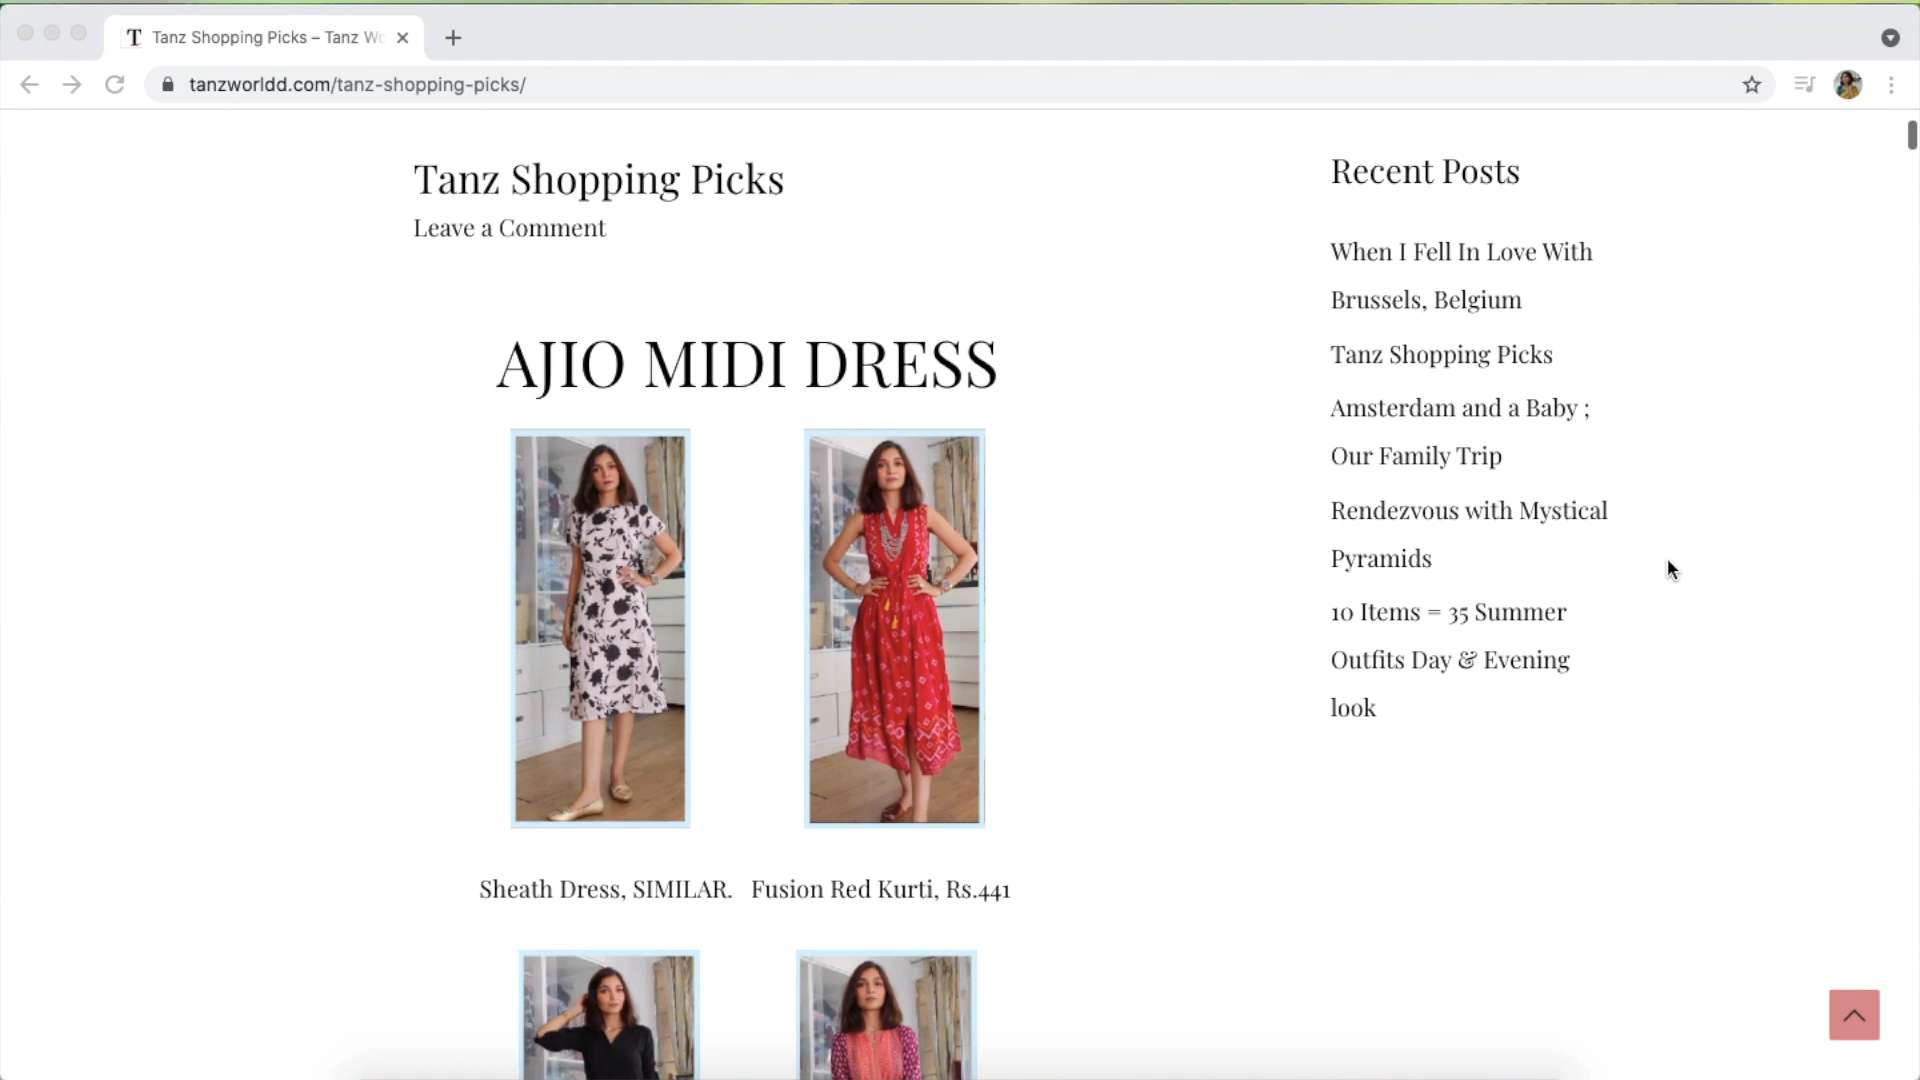 T Tanz Shopping Picks – Tanz Wo
tanzworldd.com/tanz-shopping-picks/
Tanz Shopping Picks
Leave a Comment
AJIO MIDI DRESS
Sheath Dress, SIMILAR. Fusion Red Kurti, Rs.441
Recent Posts
When I Fell In Love With
Brussels, Belgium
Tanz Shopping Picks
Amsterdam and a Baby ;
Our Family Trip
Rendezvous with Mystical
Pyramids
10 Items = 35 Summer
Outfits Day & Evening
look